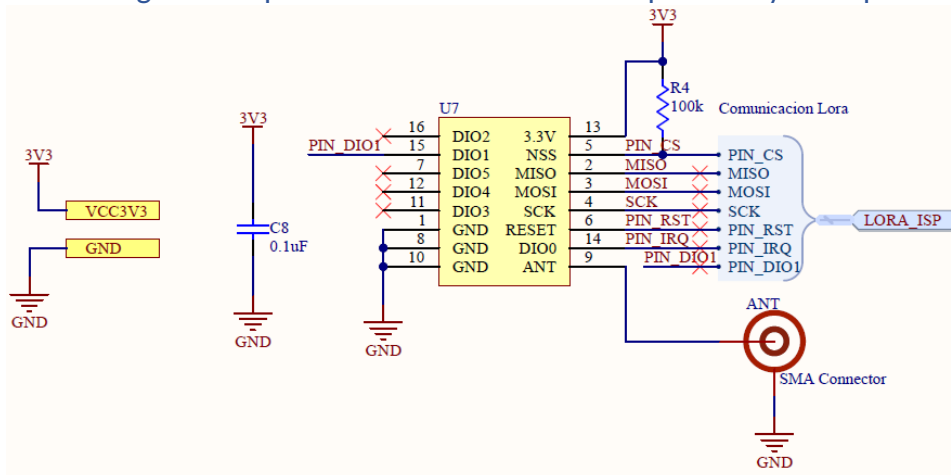 3V3
VCC3V3
GND
GND
3V3
C8
0.1uF
GND
U7
PIN_DIO1
16 DIO2 3.3V 13
15 DIO1 NSS 5 PIN_CS
7 DIO5 MISO 2 MISO
12 DIO4 MOSI 3 MOSI
11 DIO3 SCK 4 SCK
1 GND RESET 6 PIN_RST
8 GND DIO0 14 PIN_IRQ
10 GND ANT 9
PIN_DIO1
GND
3V3
R4
100k
Comunicacion Lora
PIN_CS
MISO
MOSI
SCK
PIN_RST
PIN_IRQ
PIN_DIO1
LORA_ISP
ANT
SMA Connector
GND